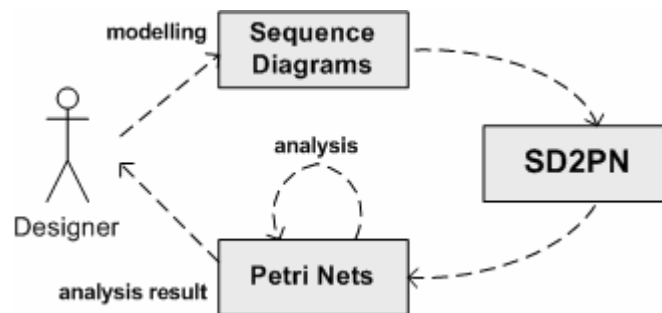 modelling
Sequence
Diagrams
SD2PN
analysis
Designer
Petri Nets
analysis result